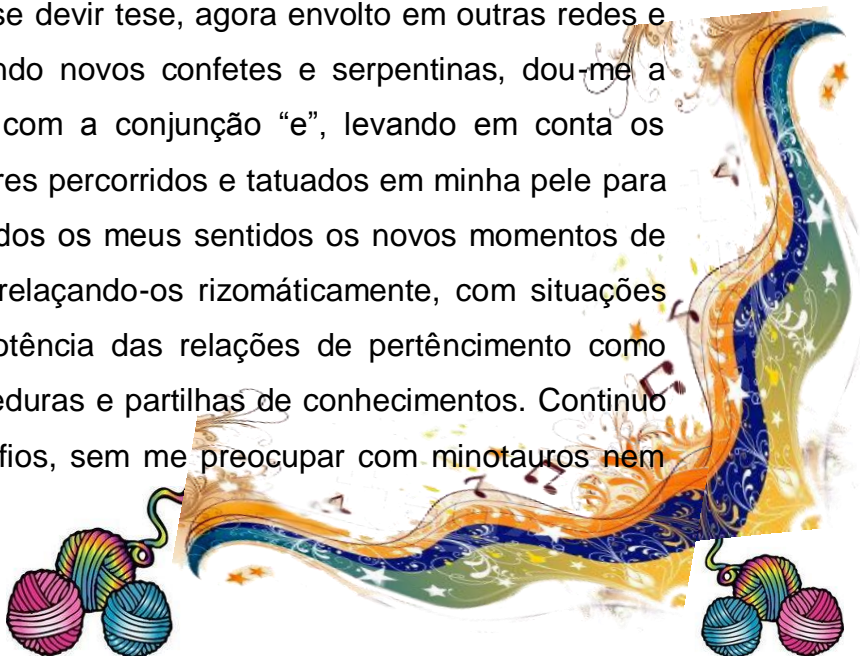 se devir tese, agora envolto em outras redes e
ndo novos confetes e serpentinas, dou-me a
com a conjunção “e”, levando em conta os
res percorridos e tatuados em minha pele para
dos os meus sentidos os novos momentos de
relaçando-os rizomáticamente, com situações
otência das relações de pertêncimento como
eduras e partilhas de conhecimentos. Continuo
fios, sem me preocupar com minotauros nem